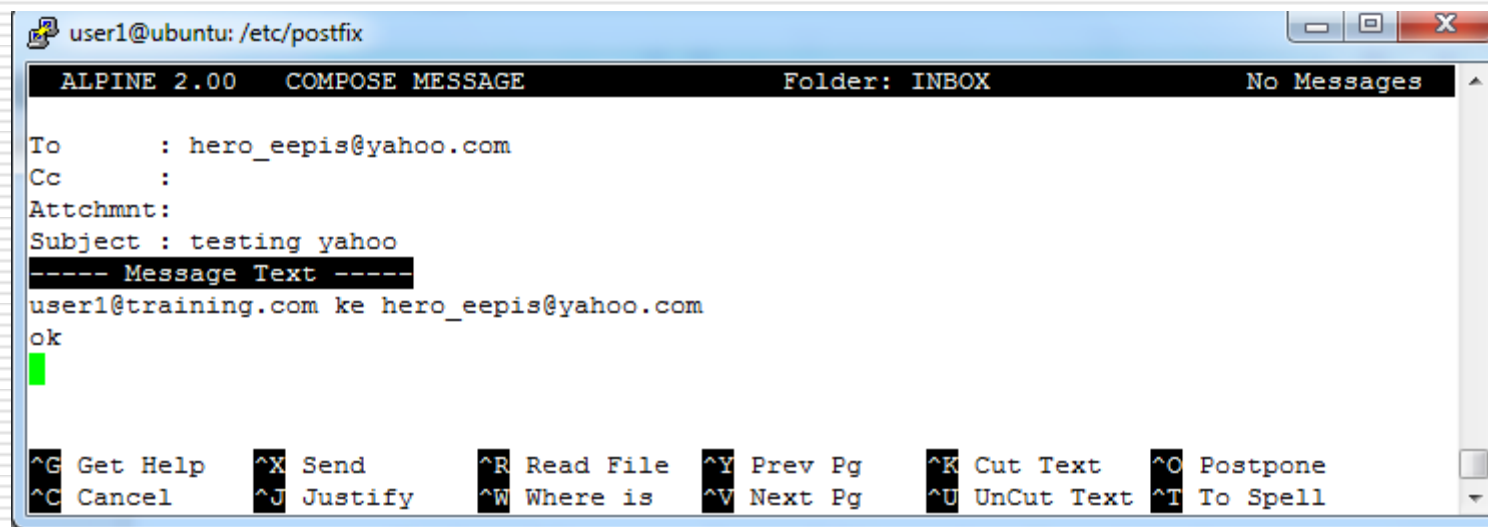 user1@ubuntu: /etc/postfix
ALPINE 2.00 COMPOSE MESSAGE Folder: INBOX No Messages
To : hero_eepis@yahoo.com
Cc :
Attchmnt:
Subject : testing yahoo
----- Message Text -----
user1@training.com ke hero_eepis@yahoo.com
ok
^G Get Help ^X Send ^R Read File ^Y Prev Pg ^K Cut Text ^O Postpone
^C Cancel ^J Justify ^W Where is ^V Next Pg ^U UnCut Text ^T To Spell